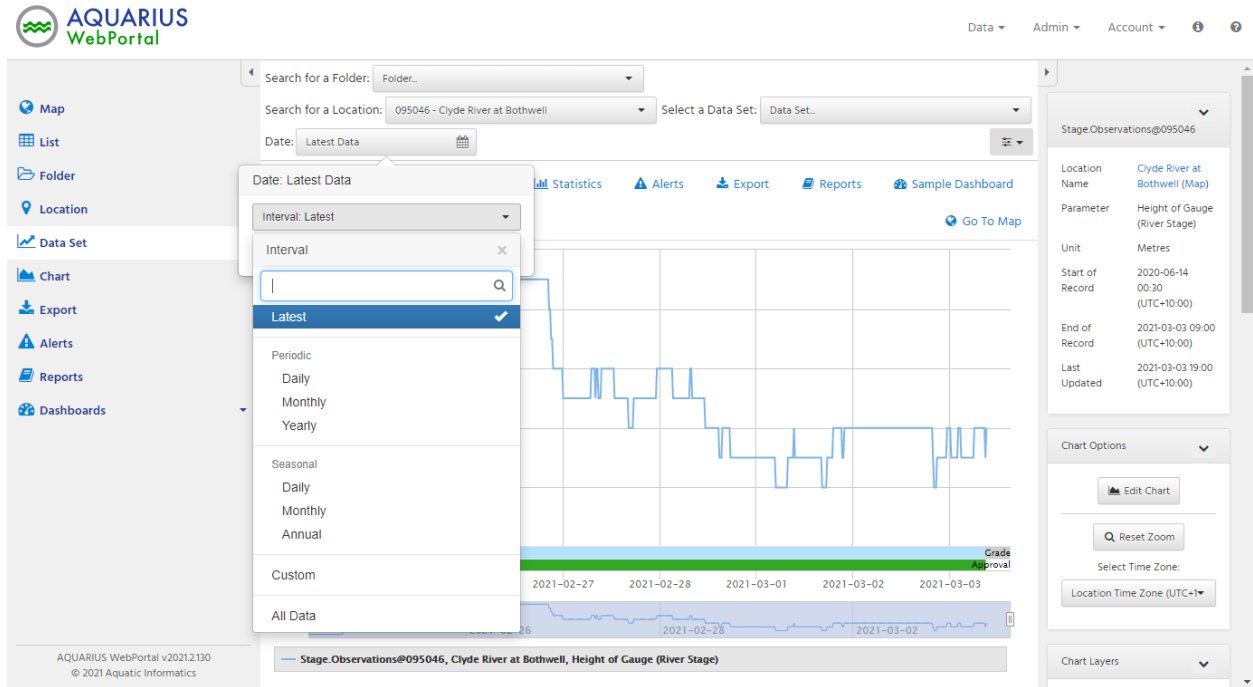 AQUARIUS
WebPortal
Data
Admin
Account
Map
List
Folder
Location
Data Set
Chart
Export
Alerts
Reports
Dashboards
AQUARIUS WebPortal v2021.2.130
© 2021 Aquatic Informatics
Search for a Folder: Folder...
Search for a Location: 095046 - Clyde River at Bothwell Select a Data Set: Data Set...
Date: Latest Data
Date: Latest Data
Interval: Latest
Interval
Latest
Periodic
Daily
Monthly
Yearly
Seasonal
Daily
Monthly
Annual
Custom
All Data
Statistics Alerts Export Reports Sample Dashboard
Go To Map
Grade
Approval
2021-02-27 2021-02-28 2021-03-01 2021-03-02 2021-03-03
2021-02-28 2021-03-02
Stage.Observations@095046, Clyde River at Bothwell, Height of Gauge (River Stage)
Stage.Observations@095046
Location Name Clyde River at Bothwell (Map)
Parameter Height of Gauge (River Stage)
Unit Metres
Start of Record 2020-06-14 00:30 (UTC+10:00)
End of Record 2021-03-03 09:00 (UTC+10:00)
Last Updated 2021-03-03 19:00 (UTC+10:00)
Chart Options
Edit Chart
Reset Zoom
Select Time Zone:
Location Time Zone (UTC+1
Chart Layers